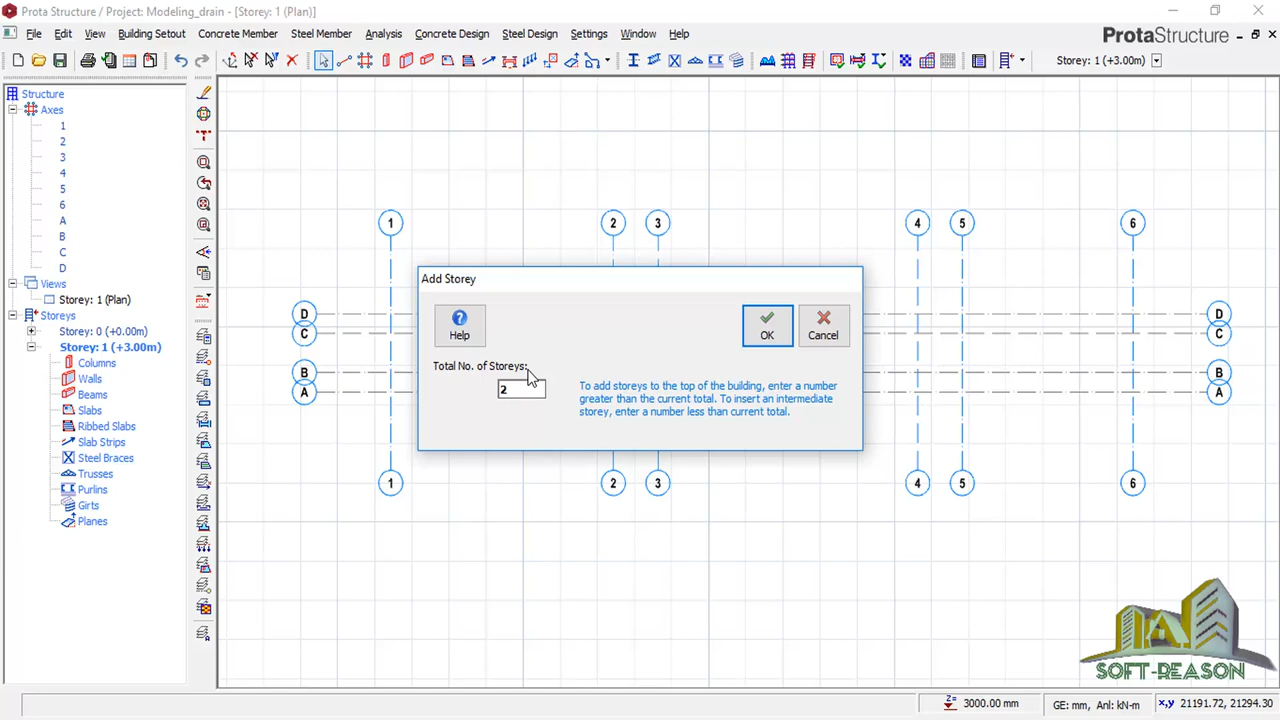 Prota Structure / Project: Modeling_drain - [Storey: 1 (Plan)]
File Edit View Building Setout Concrete Member Steel Member Analysis Concrete Design Steel Design Settings Window Help
ProtaStructure
Storey: 1 (+3.00m)
Structure
Axes
1
2
3
4
5
6
A
B
C
D
Views
Storey: 1 (Plan)
Storeys
Storey: 0 (+0.00m)
Storey: 1 (+3.00m)
Columns
Walls
Beams
Slabs
Ribbed Slabs
Slab Strips
Steel Braces
Trusses
Purlins
Girts
Planes
1 2 3 4 5 6
D D
C C
B B
A A
1 2 3 4 5 6
Add Storey
Help
OK
Cancel
Total No. of Storeys:
2
To add storeys to the top of the building, enter a number
greater than the current total. To insert an intermediate
storey, enter a number less than current total.
SOFT-REASON
Z= 3000.00 mm
GE: mm, Anl: kN-m
x,y 21191.72, 21294.30